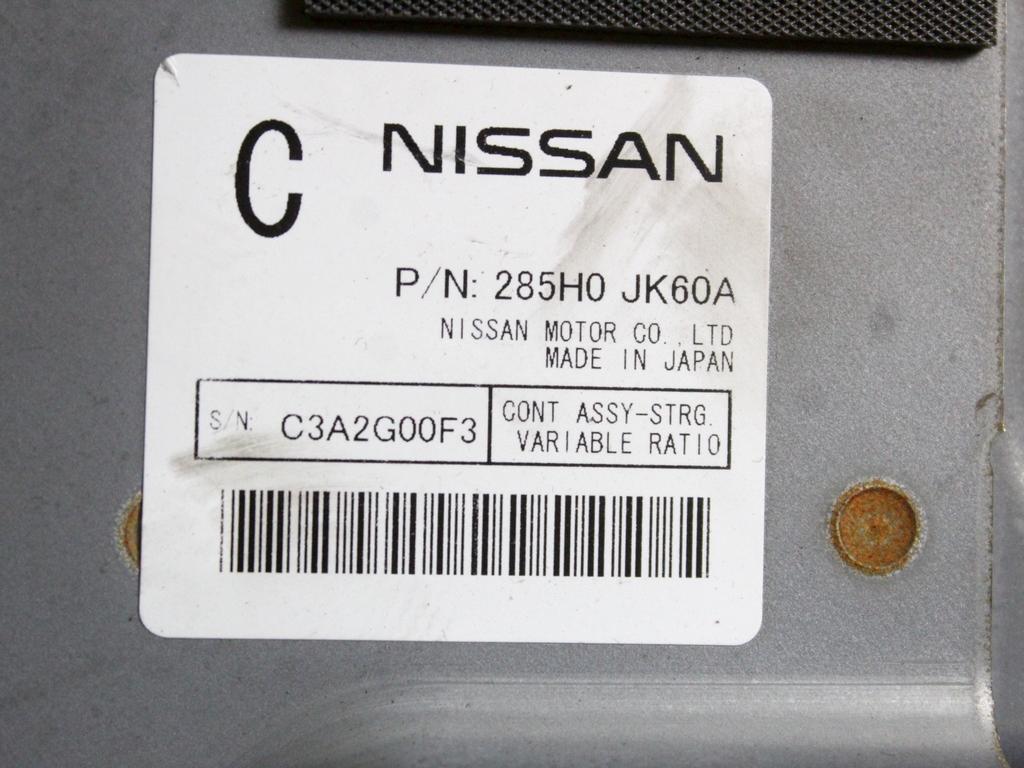 C NISSAN
P/N: 285H0 JK60A
NISSAN MOTOR CO., LTD
MADE IN JAPAN
S/N: C3A2G00F3
CONT ASSY-STRG.
VARIABLE RATIO